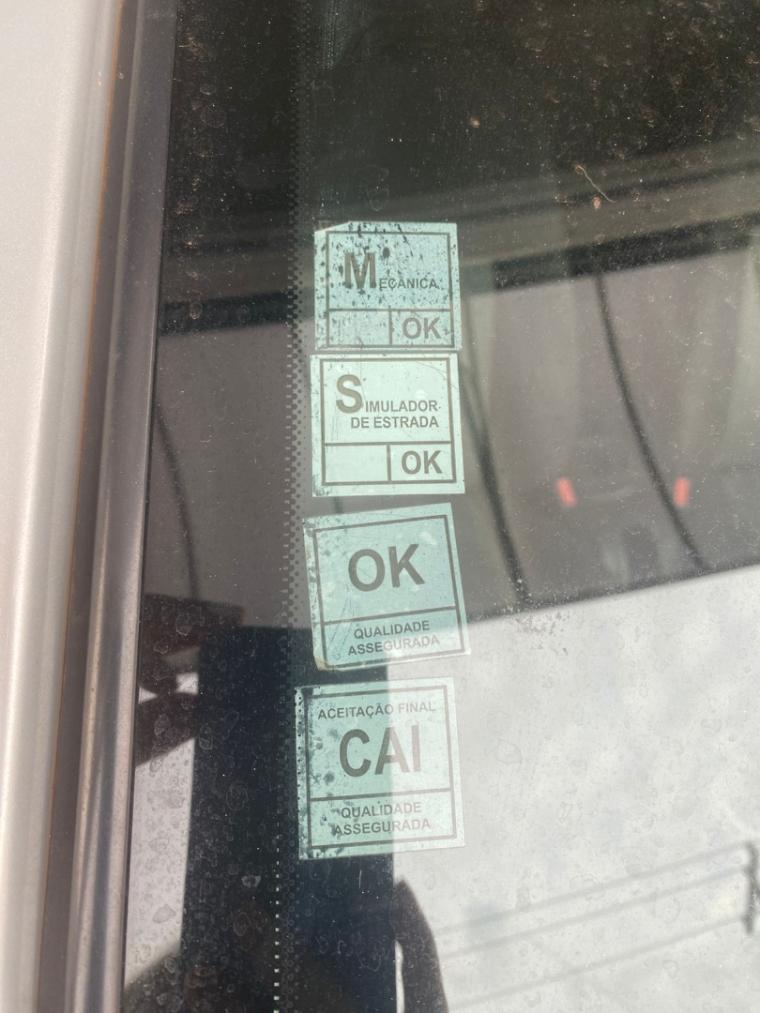 MECÂNICA
OK
SIMULADOR
DE ESTRADA
OK
OK
QUALIDADE
ASSEGURADA
ACEITAÇÃO FINAL
CAI
QUALIDADE
ASSEGURADA